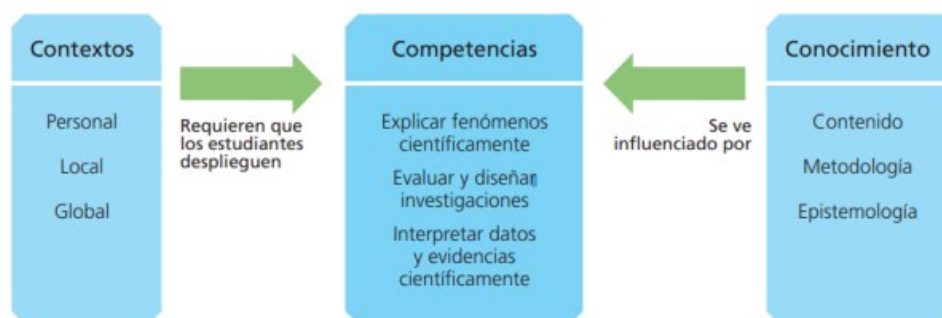 Contextos
Personal
Local
Global
Requieren que
los estudiantes
desplieguen
Competencias
Explicar fenómenos
científicamente
Evaluar y diseñar
investigaciones
Interpretar datos
y evidencias
científicamente
Se ve
influenciado por
Conocimiento
Contenido
Metodología
Epistemología